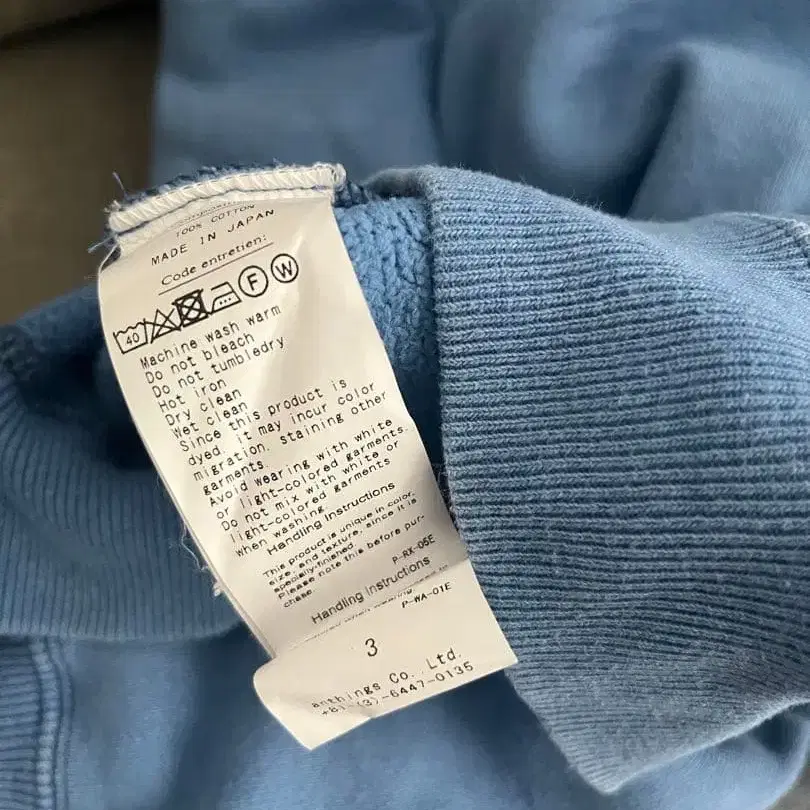 100% COTTON
MADE IN JAPAN
Code entretien:
40 F W
Machine wash warm
Do not bleach
Do not tumbledry
Hot iron
Dry clean
Wet clean
Since this product is
dyed, it may incur color
migration, staining other
garments.
Avoid wearing with white
or light-colored garments.
Do not mix with white or
light-colored garments
when washing.
Handling Instructions
This product is unique in color,
size, and texture, since it is
specially-finished.
Please note this before pur-
chase.
P-RX-05E
Handling Instructions
P-WA-01E
3
anthings Co., Ltd.
+81-(3)-6447-0135